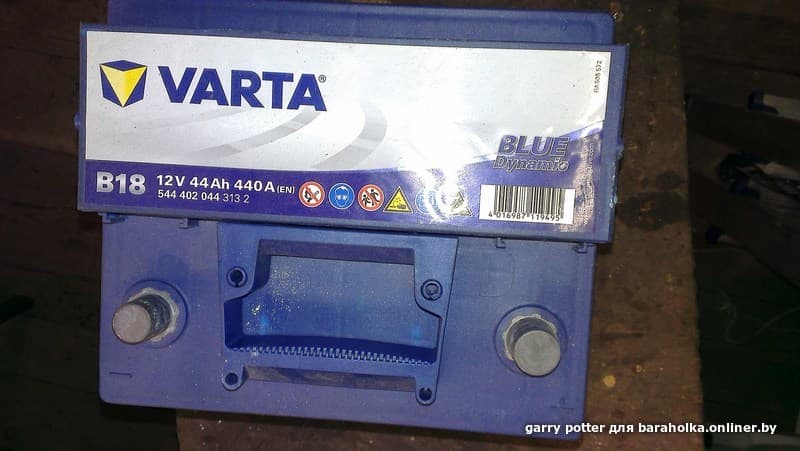 VARTA®
BLUE
Dynamic
B18 12V 44Ah 440A (EN)
544 402 044 313 2
4 016987 119495
garry potter для baraholka.onliner.by